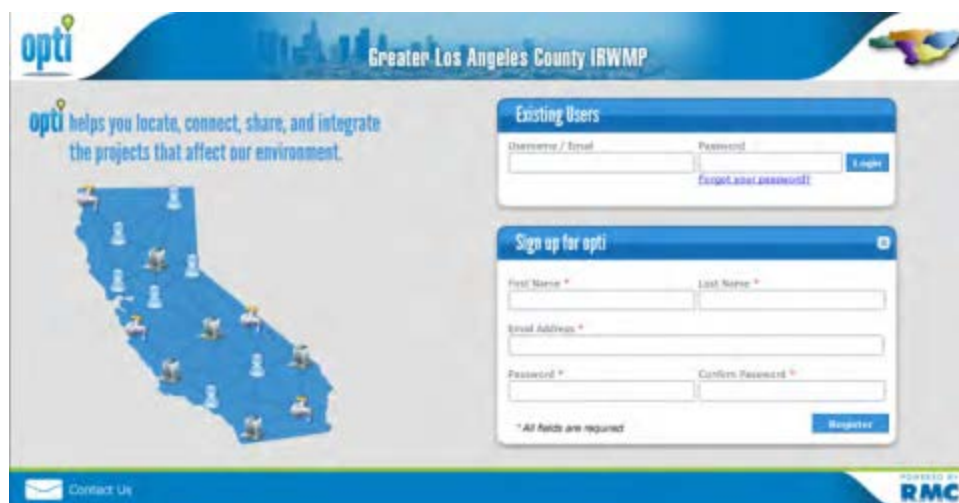 opti
Greater Los Angeles County IRWMP
opti helps you locate, connect, share, and integrate
the projects that affect our environment.
Existing Users
Username / Email
Password
Login
Forgot your password?
Sign up for opti
First Name *
Last Name *
Email Address *
Password *
Confirm Password *
* All fields are required
Register
Contact Us
POWERED BY
RMC